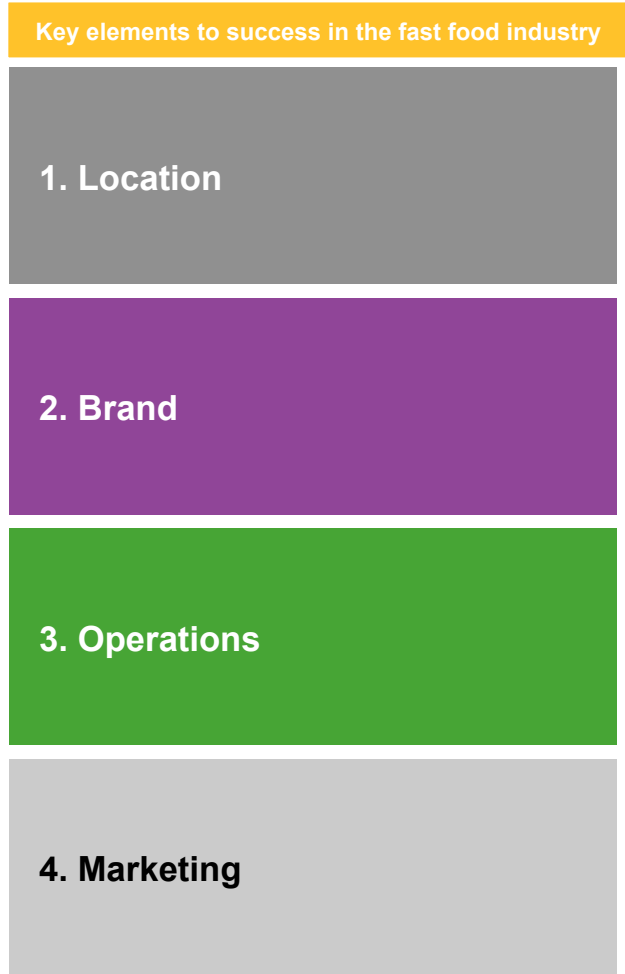 Key elements to success in the fast food industry
1. Location
2. Brand
3. Operations
4. Marketing